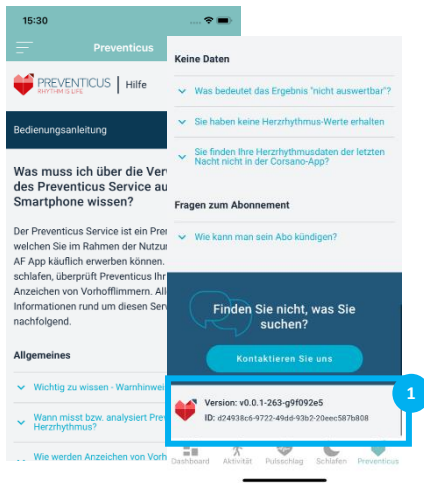 15:30
Preventicus
PREVENTICUS
RHYTHM IS LIFE
Hilfe
Bedienungsanleitung
Was muss ich über die Ver
des Preventicus Service au
Smartphone wissen?
Der Preventicus Service ist ein Prer
welchen Sie im Rahmen der Nutzur
AF App käuflich erwerben können.
schlafen, überprüft Preventicus Ihr
Anzeichen von Vorhofflimmern. All
Informationen rund um diesen Serv
nachfolgend.
Allgemeines
Wichtig zu wissen - Warnhinwei
Wann misst bzw. analysiert Prev
Herzrhythmus?
Wie werden Anzeichen von Vorh
Keine Daten
Was bedeutet das Ergebnis "nicht auswertbar"?
Sie haben keine Herzrhythmus-Werte erhalten
Sie finden Ihre Herzrhythmusdaten der letzten
Nacht nicht in der Corsano-App?
Fragen zum Abonnement
Wie kann man sein Abo kündigen?
Finden Sie nicht, was Sie
suchen?
Kontaktieren Sie uns
1
Version: v0.0.1-263-g9f092e5
ID: d24938c6-9722-49dd-93b2-20eec587b808
Dashboard Aktivität Pulsschlag Schlafen Preventicus